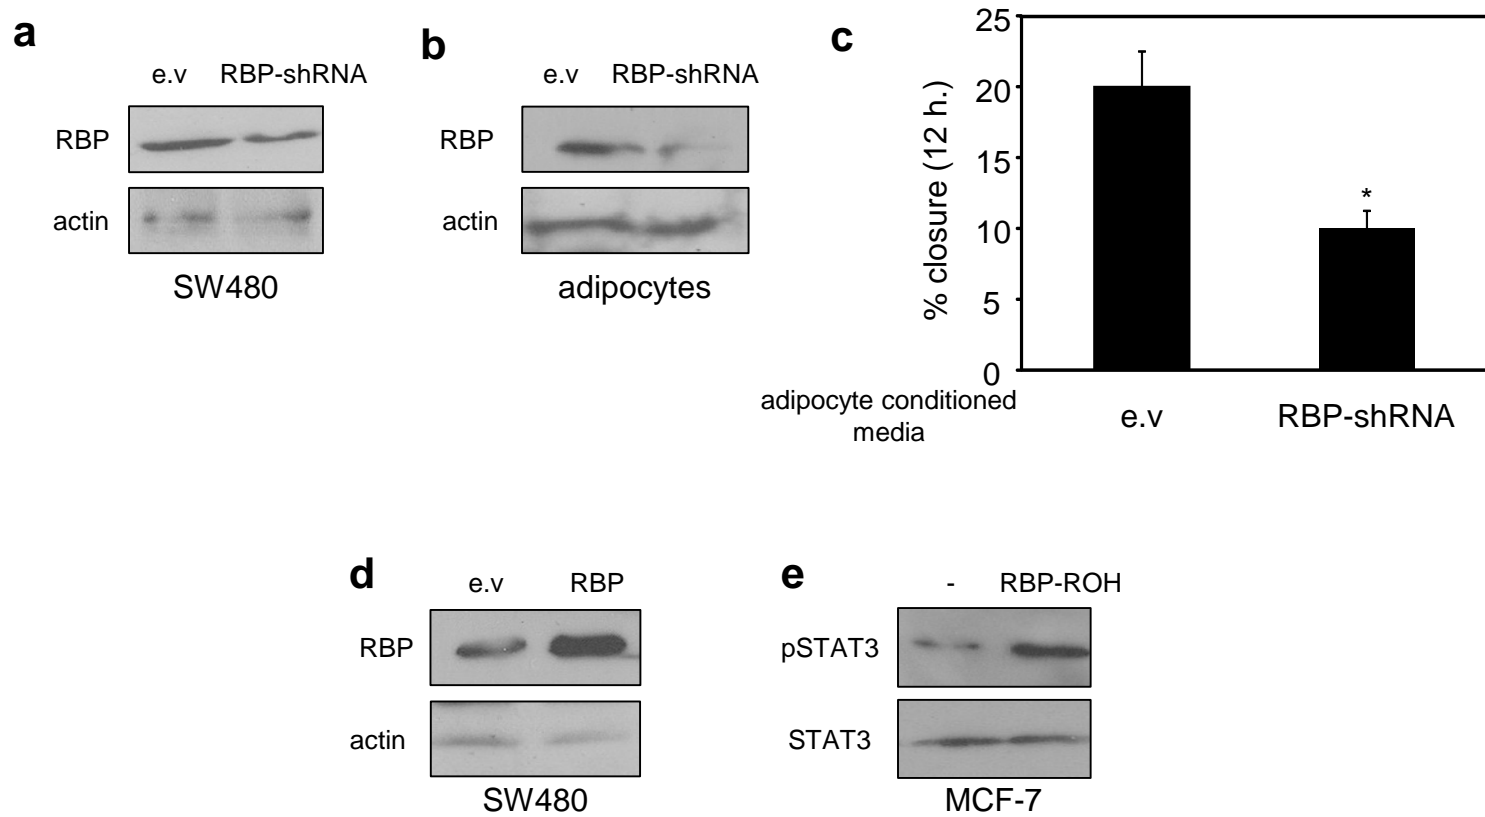 a
e.v RBP-shRNA
RBP
actin
SW480
b
e.v RBP-shRNA
RBP
actin
adipocytes
c
% closure (12 h.)
25
20
15
10
5
0
*
adipocyte conditioned
media
e.v RBP-shRNA
d
e.v RBP
RBP
actin
SW480
e
- RBP-ROH
pSTAT3
STAT3
MCF-7